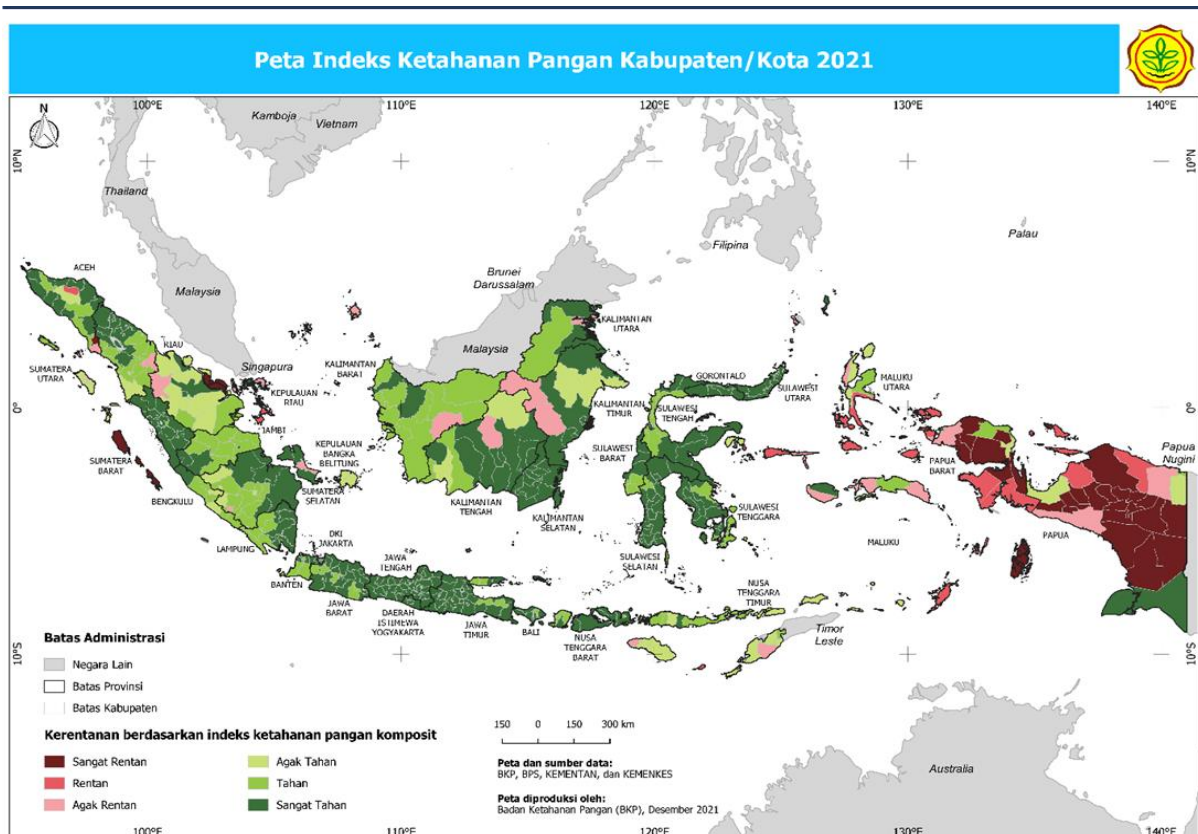 Peta Indeks Ketahanan Pangan Kabupaten/Kota 2021
100°E
110°E
120°E
130°E
140°E
N
10°N
10°N
Kamboja
Vietnam
Thailand
Filipina
Palau
Brunei
Darussalam
Malaysia
Malaysia
Singapura
ACEH
SUMATERA
UTARA
RIAU
KEPULAUAN
RIAU
JAMBI
SUMATERA
BARAT
KEPULAUAN
BANGKA
BELITUNG
BENGKULU
SUMATERA
SELATAN
LAMPUNG
KALIMANTAN
BARAT
KALIMANTAN
UTARA
KALIMANTAN
TIMUR
KALIMANTAN
TENGAH
KALIMANTAN
SELATAN
GORONTALO
SULAWESI
UTARA
SULAWESI
TENGAH
SULAWESI
BARAT
SULAWESI
TENGGARA
SULAWESI
SELATAN
MALUKU
UTARA
MALUKU
PAPUA
BARAT
PAPUA
Papua
Nugini
0°
0°
DKI
JAKARTA
BANTEN
JAWA
BARAT
JAWA
TENGAH
DAERAH
ISTIMEWA
YOGYAKARTA
JAWA
TIMUR
BALI
NUSA
TENGGARA
BARAT
NUSA
TENGGARA
TIMUR
Timor
Leste
Australia
10°S
10°S
Batas Administrasi
Negara Lain
Batas Provinsi
Batas Kabupaten
Kerentanan berdasarkan indeks ketahanan pangan komposit
Sangat Rentan
Rentan
Agak Rentan
Agak Tahan
Tahan
Sangat Tahan
150 0 150 300 km
Peta dan sumber data:
BKP, BPS, KEMENTAN, dan KEMENKES
Peta diproduksi oleh:
Badan Ketahanan Pangan (BKP), Desember 2021
100°E
110°E
120°E
130°E
140°E